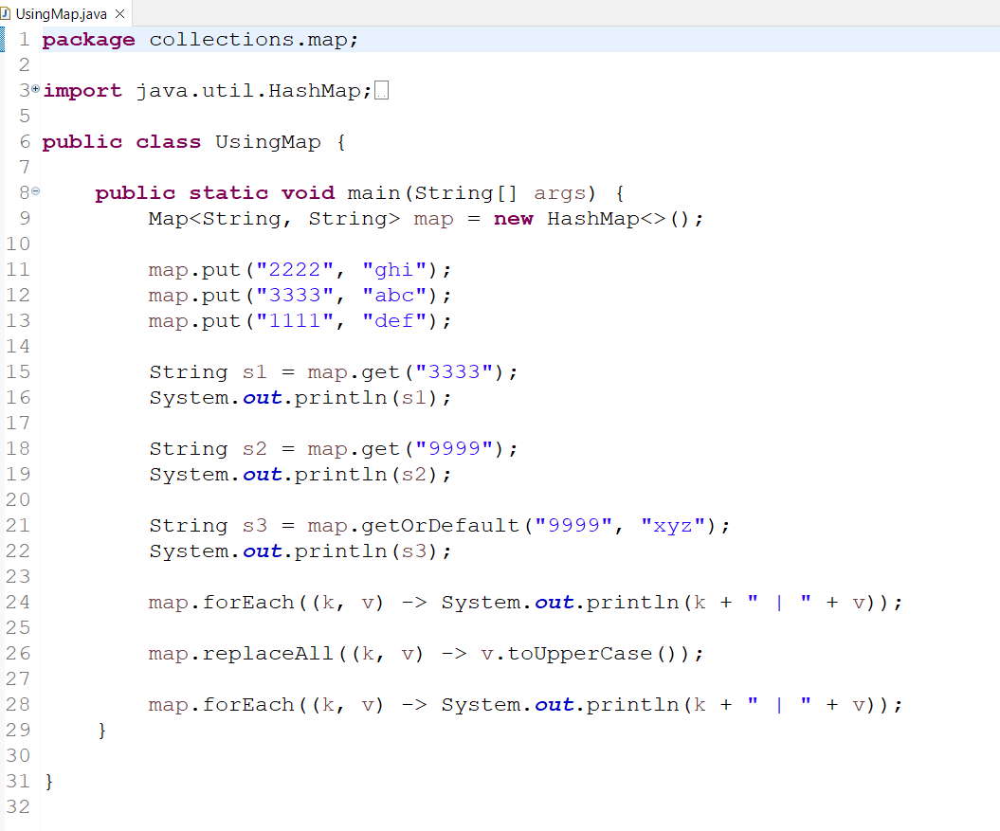 UsingMap.java
1 package collections.map;
2
3 import java.util.HashMap;
5
6 public class UsingMap {
7
8 public static void main(String[] args) {
9 Map<String, String> map = new HashMap<>();
10
11 map.put("2222", "ghi");
12 map.put("3333", "abc");
13 map.put("1111", "def");
14
15 String s1 = map.get("3333");
16 System.out.println(s1);
17
18 String s2 = map.get("9999");
19 System.out.println(s2);
20
21 String s3 = map.getOrDefault("9999", "xyz");
22 System.out.println(s3);
23
24 map.forEach((k, v) -> System.out.println(k + " | " + v));
25
26 map.replaceAll((k, v) -> v.toUpperCase());
27
28 map.forEach((k, v) -> System.out.println(k + " | " + v));
29 }
30
31 }
32